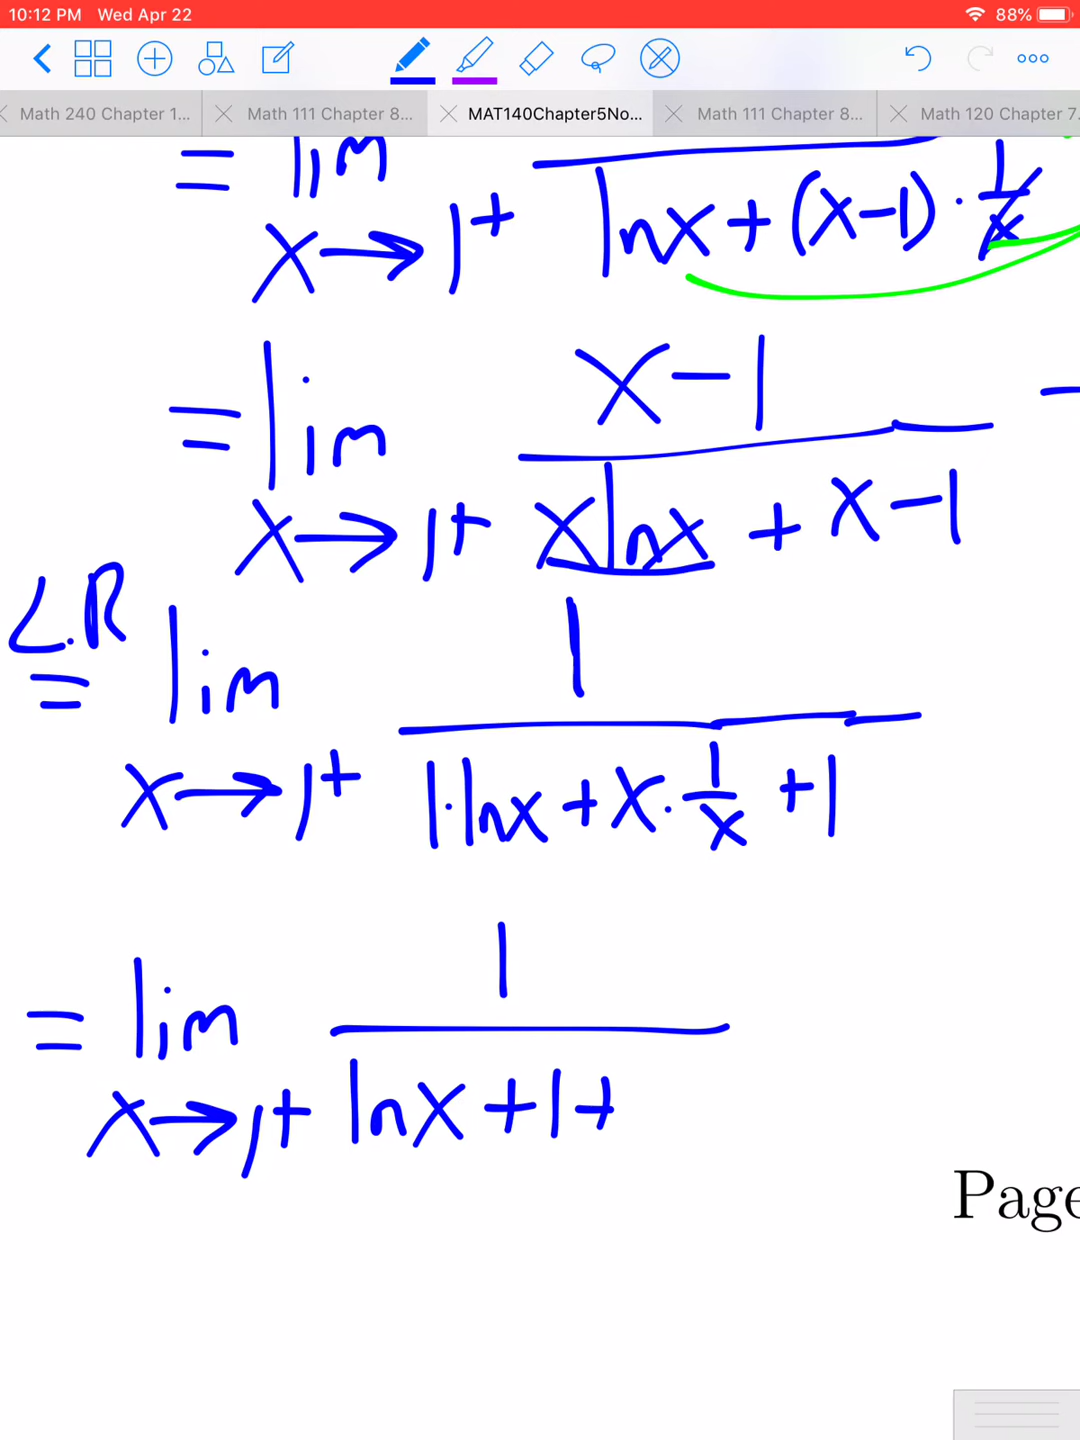 10:12 PM Wed Apr 22 88%
Math 240 Chapter 1... Math 111 Chapter 8... MAT140Chapter5No... Math 111 Chapter 8... Math 120 Chapter 7.
= lim
x → 1⁺ lnx + (x−1) · 1/x
= lim x − 1
x → 1⁺ xlnx + x − 1
L.R
= lim 1
x → 1⁺ 1·lnx + x · 1/x + 1
= lim 1
x → 1⁺ lnx + 1 +
Page